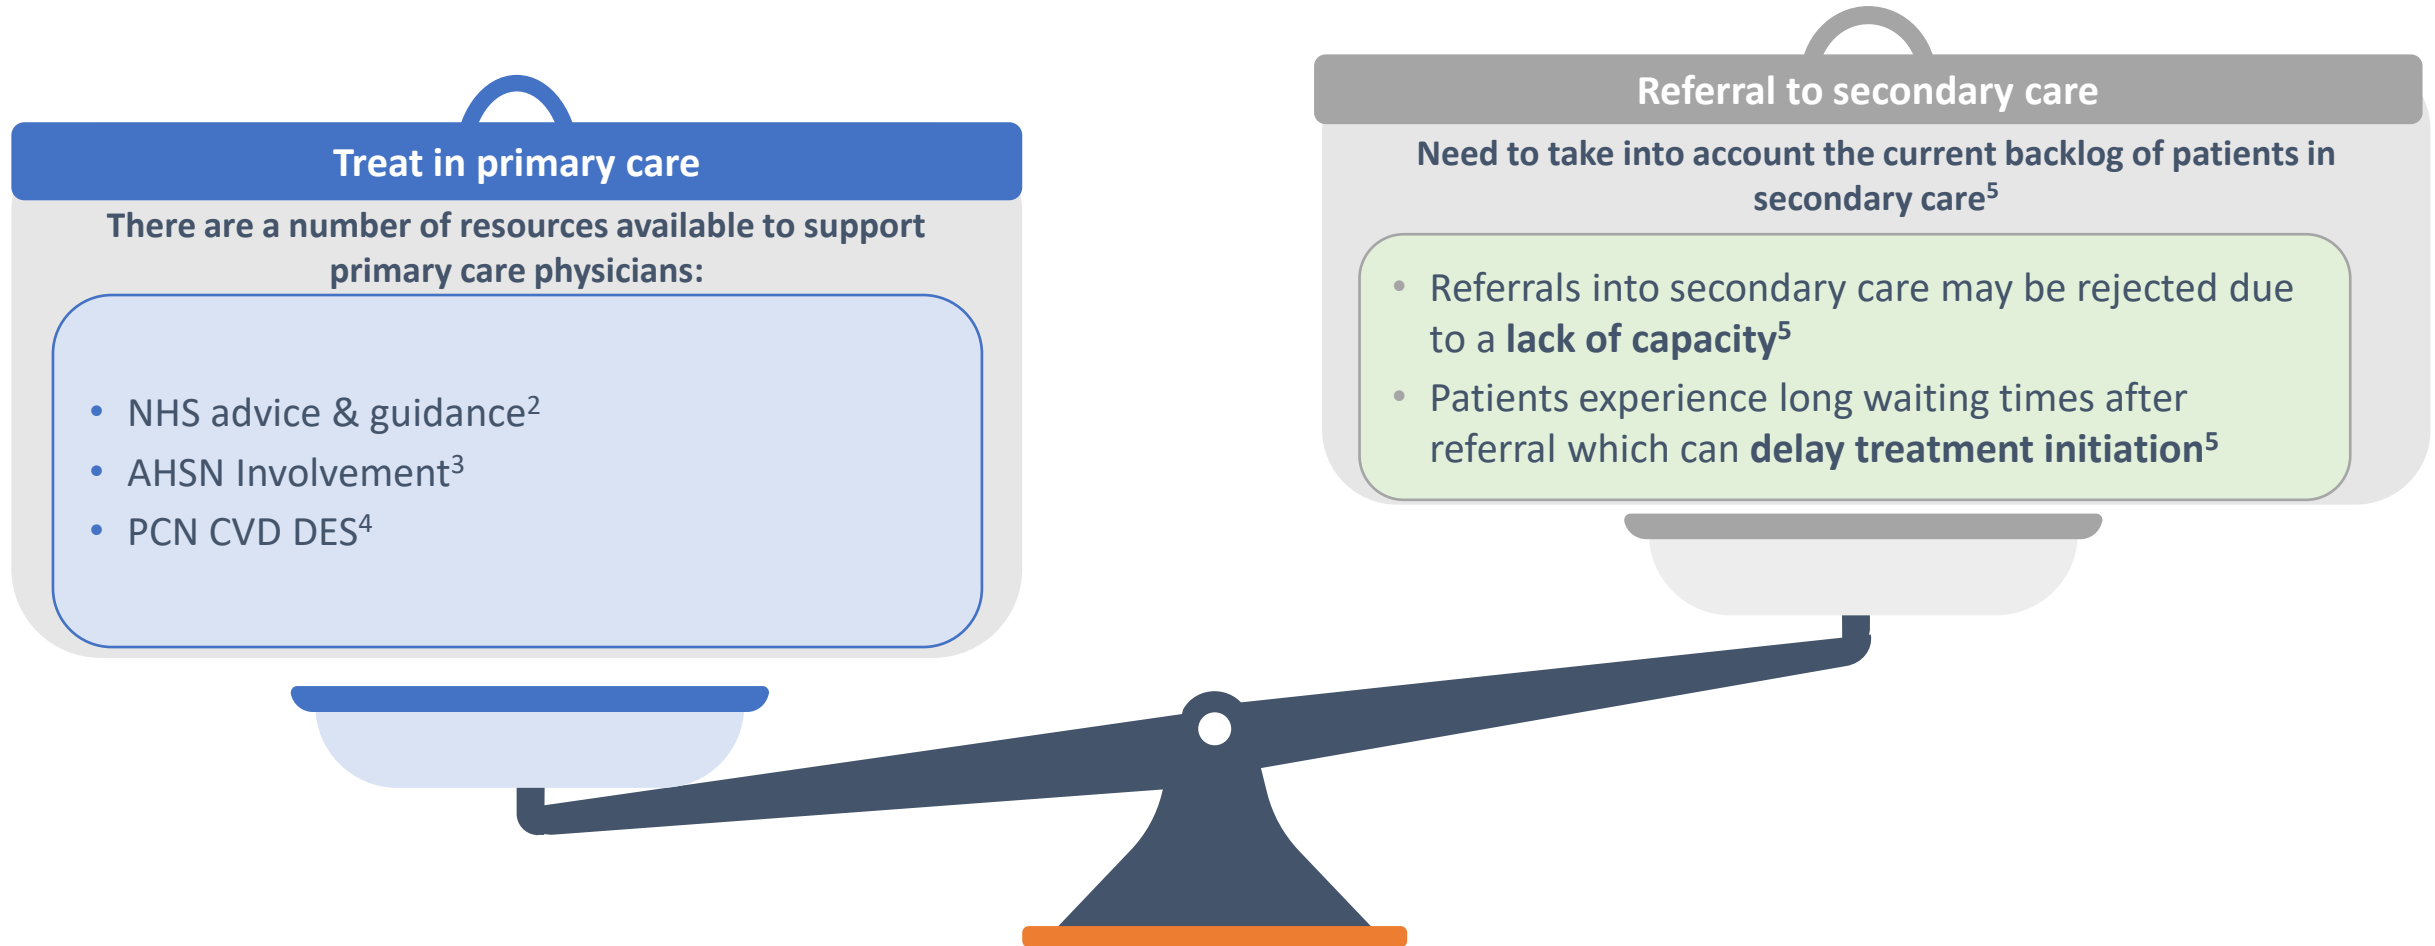 Treat in primary care
There are a number of resources available to support
primary care physicians:
• NHS advice & guidance²
• AHSN Involvement³
• PCN CVD DES⁴
Referral to secondary care
Need to take into account the current backlog of patients in
secondary care⁵
• Referrals into secondary care may be rejected due
to a lack of capacity⁵
• Patients experience long waiting times after
referral which can delay treatment initiation⁵